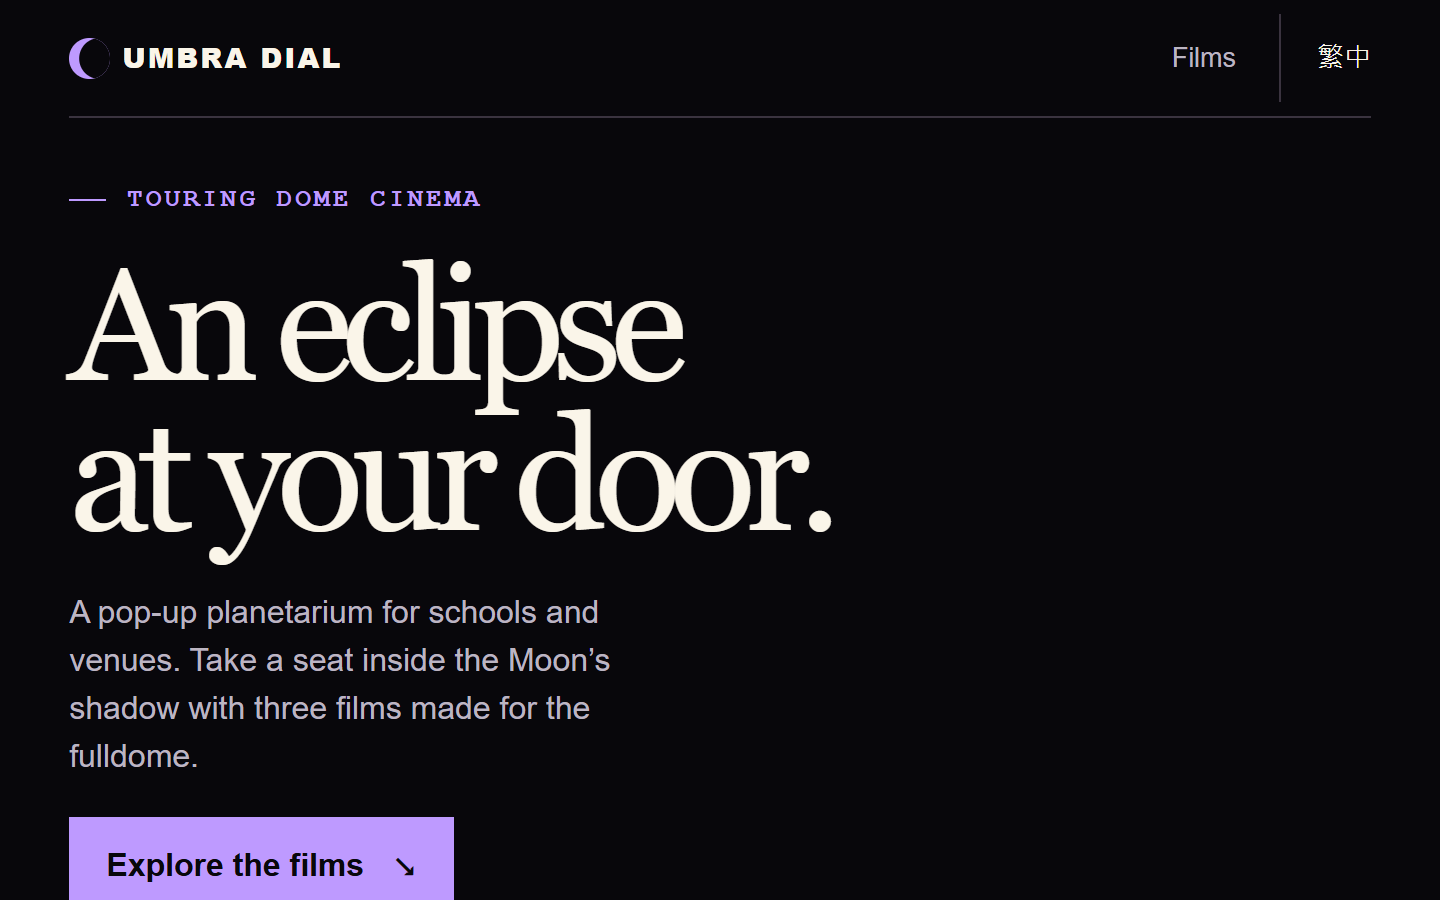 UMBRA DIAL
Films
繁中
TOURING DOME CINEMA
An eclipse
at your door.
A pop-up planetarium for schools and
venues. Take a seat inside the Moon’s
shadow with three films made for the
fulldome.
Explore the films ↘